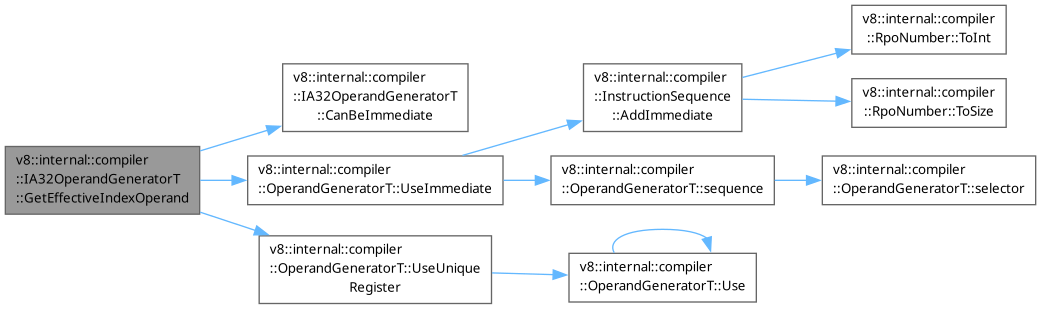 v8::internal::compiler
::IA32OperandGeneratorT
::GetEffectiveIndexOperand
v8::internal::compiler
::IA32OperandGeneratorT
::CanBeImmediate
v8::internal::compiler
::OperandGeneratorT::UseImmediate
v8::internal::compiler
::InstructionSequence
::AddImmediate
v8::internal::compiler
::RpoNumber::ToInt
v8::internal::compiler
::RpoNumber::ToSize
v8::internal::compiler
::OperandGeneratorT::sequence
v8::internal::compiler
::OperandGeneratorT::selector
v8::internal::compiler
::OperandGeneratorT::UseUnique
Register
v8::internal::compiler
::OperandGeneratorT::Use